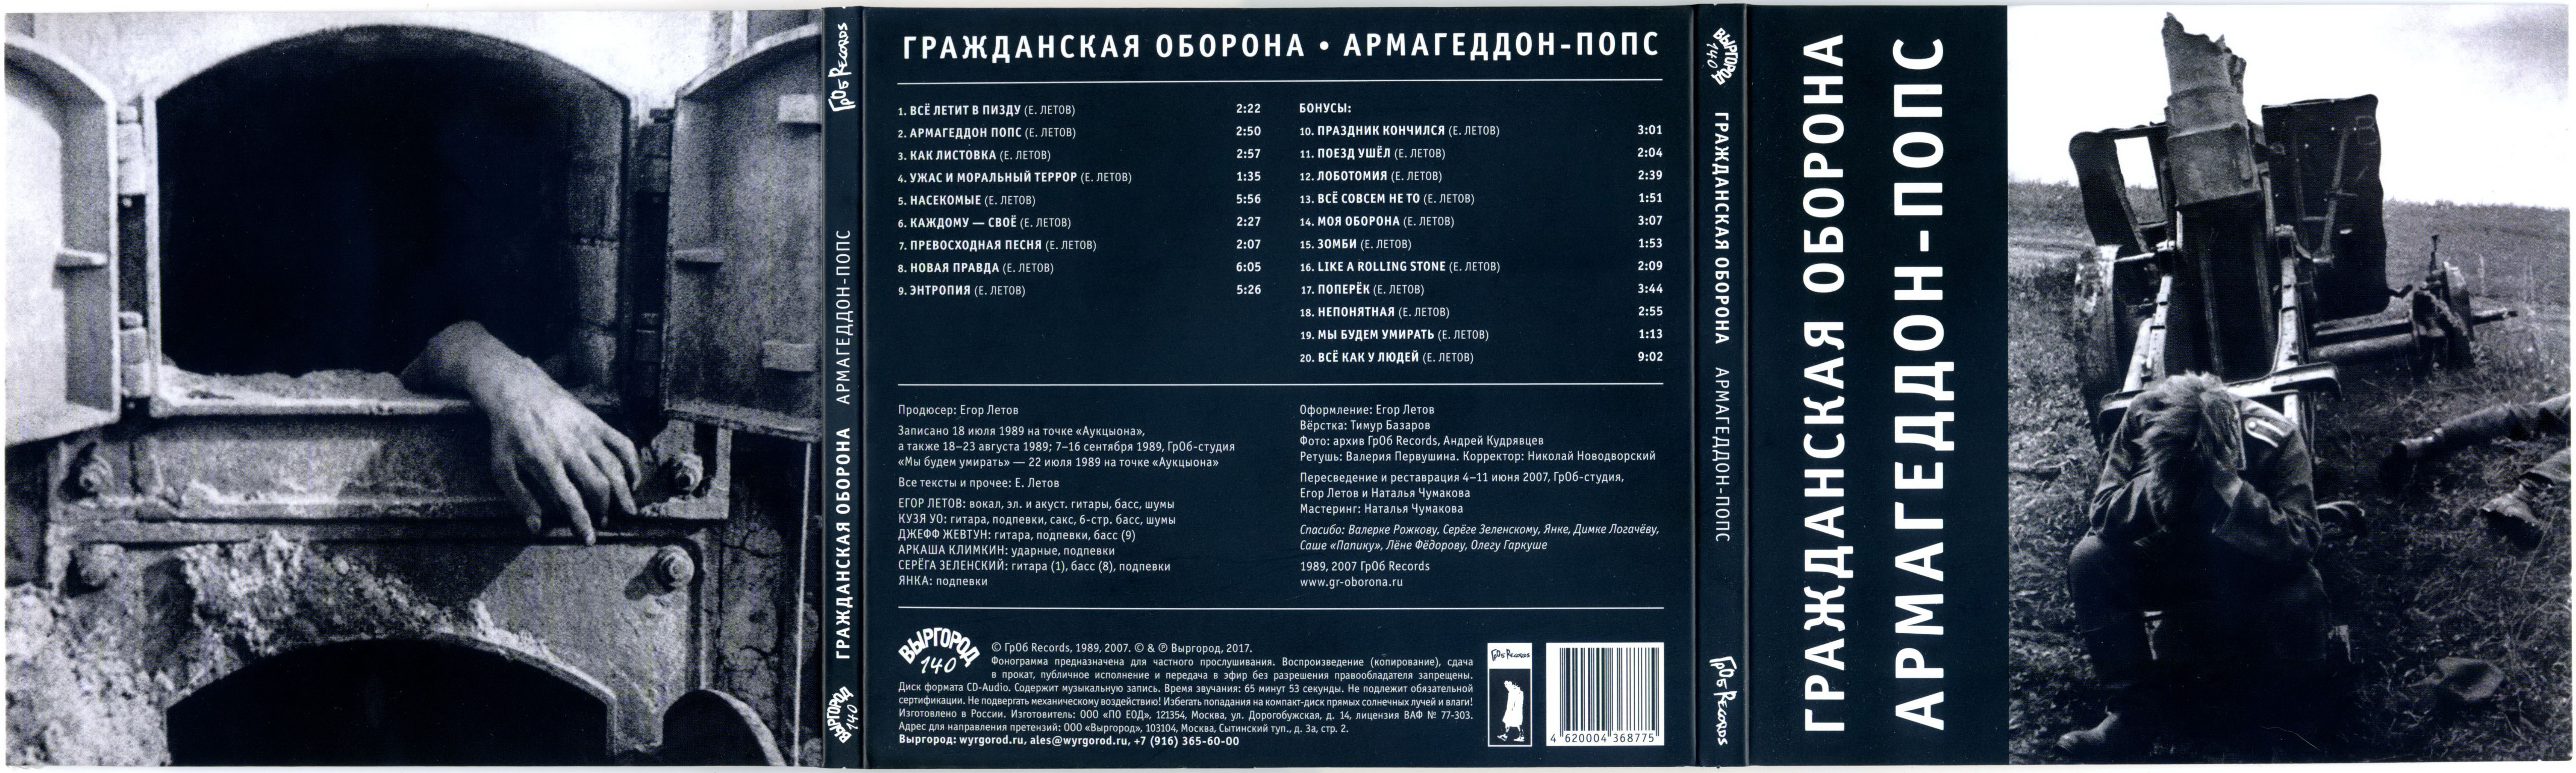 ГрОб Records
ГРАЖДАНСКАЯ ОБОРОНА АРМАГЕДДОН-ПОПС
ВЫРГОРОД
140
ГРАЖДАНСКАЯ ОБОРОНА • АРМАГЕДДОН-ПОПС
1. ВСЁ ЛЕТИТ В ПИЗДУ (Е. ЛЕТОВ) 2:22
2. АРМАГЕДДОН ПОПС (Е. ЛЕТОВ) 2:50
3. КАК ЛИСТОВКА (Е. ЛЕТОВ) 2:57
4. УЖАС И МОРАЛЬНЫЙ ТЕРРОР (Е. ЛЕТОВ) 1:35
5. НАСЕКОМЫЕ (Е. ЛЕТОВ) 5:56
6. КАЖДОМУ — СВОЁ (Е. ЛЕТОВ) 2:27
7. ПРЕВОСХОДНАЯ ПЕСНЯ (Е. ЛЕТОВ) 2:07
8. НОВАЯ ПРАВДА (Е. ЛЕТОВ) 6:05
9. ЭНТРОПИЯ (Е. ЛЕТОВ) 5:26
БОНУСЫ:
10. ПРАЗДНИК КОНЧИЛСЯ (Е. ЛЕТОВ) 3:01
11. ПОЕЗД УШЁЛ (Е. ЛЕТОВ) 2:04
12. ЛОБОТОМИЯ (Е. ЛЕТОВ) 2:39
13. ВСЁ СОВСЕМ НЕ ТО (Е. ЛЕТОВ) 1:51
14. МОЯ ОБОРОНА (Е. ЛЕТОВ) 3:07
15. ЗОМБИ (Е. ЛЕТОВ) 1:53
16. LIKE A ROLLING STONE (Е. ЛЕТОВ) 2:09
17. ПОПЕРЁК (Е. ЛЕТОВ) 3:44
18. НЕПОНЯТНАЯ (Е. ЛЕТОВ) 2:55
19. МЫ БУДЕМ УМИРАТЬ (Е. ЛЕТОВ) 1:13
20. ВСЁ КАК У ЛЮДЕЙ (Е. ЛЕТОВ) 9:02
Продюсер: Егор Летов
Записано 18 июля 1989 на точке «Аукцыона»,
а также 18–23 августа 1989; 7–16 сентября 1989, ГрОб-студия
«Мы будем умирать» — 22 июля 1989 на точке «Аукцыона»
Все тексты и прочее: Е. Летов
ЕГОР ЛЕТОВ: вокал, эл. и акуст. гитары, басс, шумы
КУЗЯ УО: гитара, подпевки, сакс, 6-стр. басс, шумы
ДЖЕФФ ЖЕВТУН: гитара, подпевки, басс (9)
АРКАША КЛИМКИН: ударные, подпевки
СЕРЁГА ЗЕЛЕНСКИЙ: гитара (1), басс (8), подпевки
ЯНКА: подпевки
Оформление: Егор Летов
Вёрстка: Тимур Базаров
Фото: архив ГрОб Records, Андрей Кудрявцев
Ретушь: Валерия Первушина. Корректор: Николай Новодворский
Пересведение и реставрация 4–11 июня 2007, ГрОб-студия,
Егор Летов и Наталья Чумакова
Мастеринг: Наталья Чумакова
Спасибо: Валерке Рожкову, Серёге Зеленскому, Янке, Димке Логачёву,
Саше «Папику», Лёне Фёдорову, Олегу Гаркуше
1989, 2007 ГрОб Records
www.gr-oborona.ru
ВЫРГОРОД
140
© ГрОб Records, 1989, 2007. © & ℗ Выргород, 2017.
Фонограмма предназначена для частного прослушивания. Воспроизведение (копирование), сдача
в прокат, публичное исполнение и передача в эфир без разрешения правообладателя запрещены.
Диск формата CD-Audio. Содержит музыкальную запись. Время звучания: 65 минут 53 секунды. Не подлежит обязательной
сертификации. Не подвергать механическому воздействию! Избегать попадания на компакт-диск прямых солнечных лучей и влаги!
Изготовлено в России. Изготовитель: ООО «ПО ЕОД», 121354, Москва, ул. Дорогобужская, д. 14, лицензия ВАФ № 77-303.
Адрес для направления претензий: ООО «Выргород», 103104, Москва, Сытинский туп., д. 3а, стр. 2.
Выргород: wyrgorod.ru, ales@wyrgorod.ru, +7 (916) 365-60-00
ГрОб Records
4 620004 368775
ВЫРГОРОД
140
ГРАЖДАНСКАЯ ОБОРОНА АРМАГЕДДОН-ПОПС
ГрОб Records
ГРАЖДАНСКАЯ ОБОРОНА
АРМАГЕДДОН-ПОПС